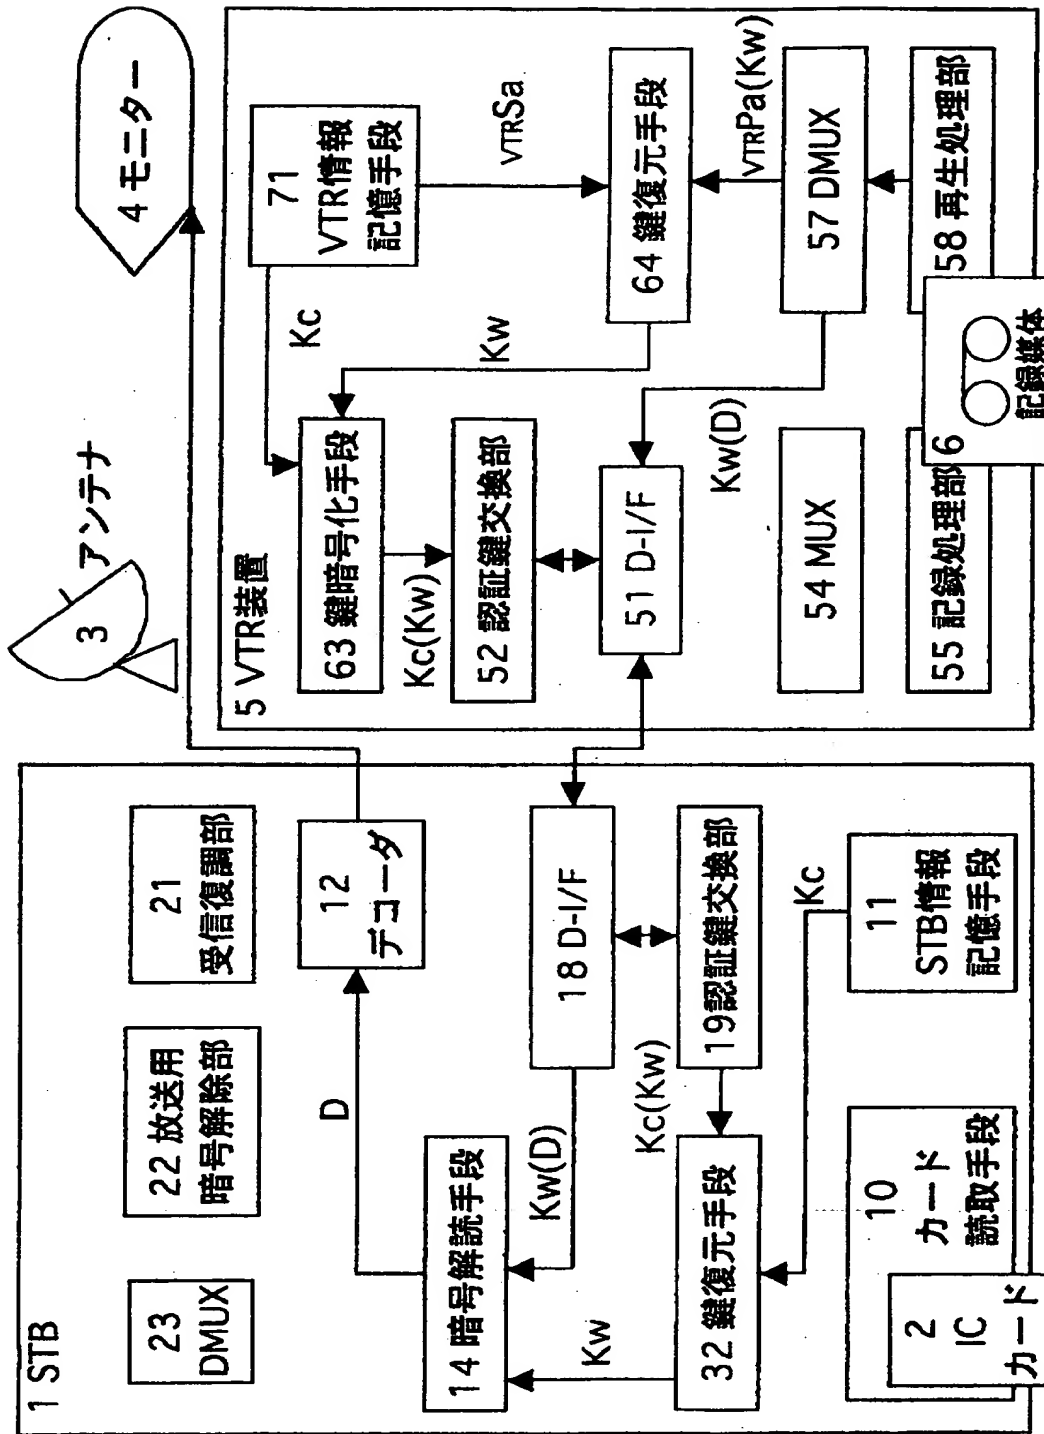 1 STB
23
DMUX
22 放送用
暗号解除部
21
受信復調部
D
12
デコーダ
14 暗号解読手段
Kw(D)
18 D-I/F
Kw
Kc(Kw)
32 鍵復元手段
19認証鍵交換部
Kc
10
カード
読取手段
2
IC
カード
11
STB情報
記憶手段
3
アンテナ
4 モニター
5 VTR装置
Kc
71
VTR情報
記憶手段
63 鍵暗号化手段
Kc(Kw)
Kw
VTRSa
52 認証鍵交換部
64 鍵復元手段
51 D-I/F
Kw(D)
VTRPa(Kw)
54 MUX
57 DMUX
55 記録処理部
6
58 再生処理部
記録媒体